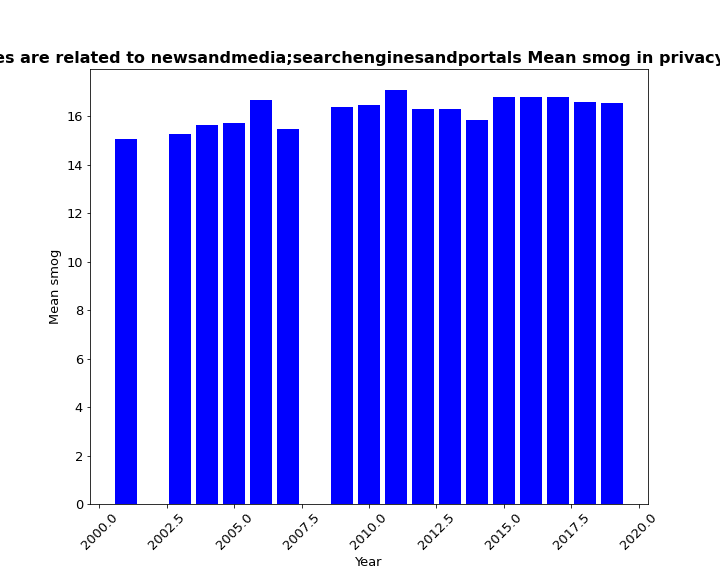 es are related to newsandmedia;searchenginesandportals Mean smog in privacy
16
14
12
10
8
6
4
2
0
Mean smog
2000.0 2002.5 2005.0 2007.5 2010.0 2012.5 2015.0 2017.5 2020.0
Year